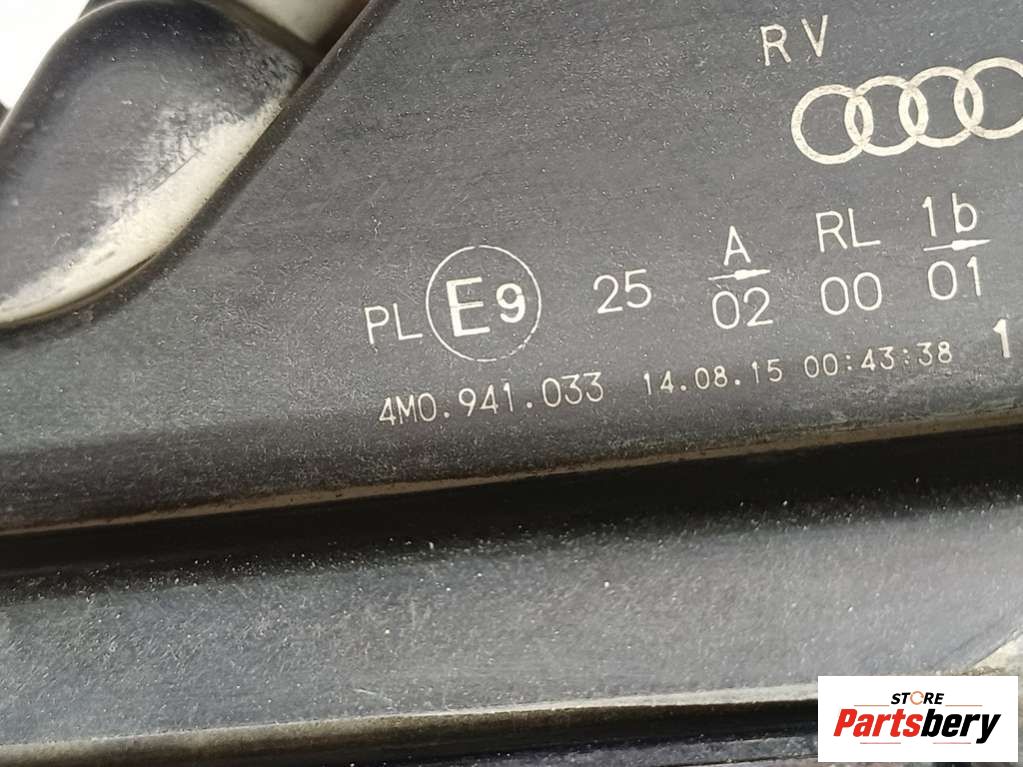 RV
A RL 1b
PL E9 25 02 00 01
4M0.941.033 14.08.15 00:43:38 1
STORE
Partsbery